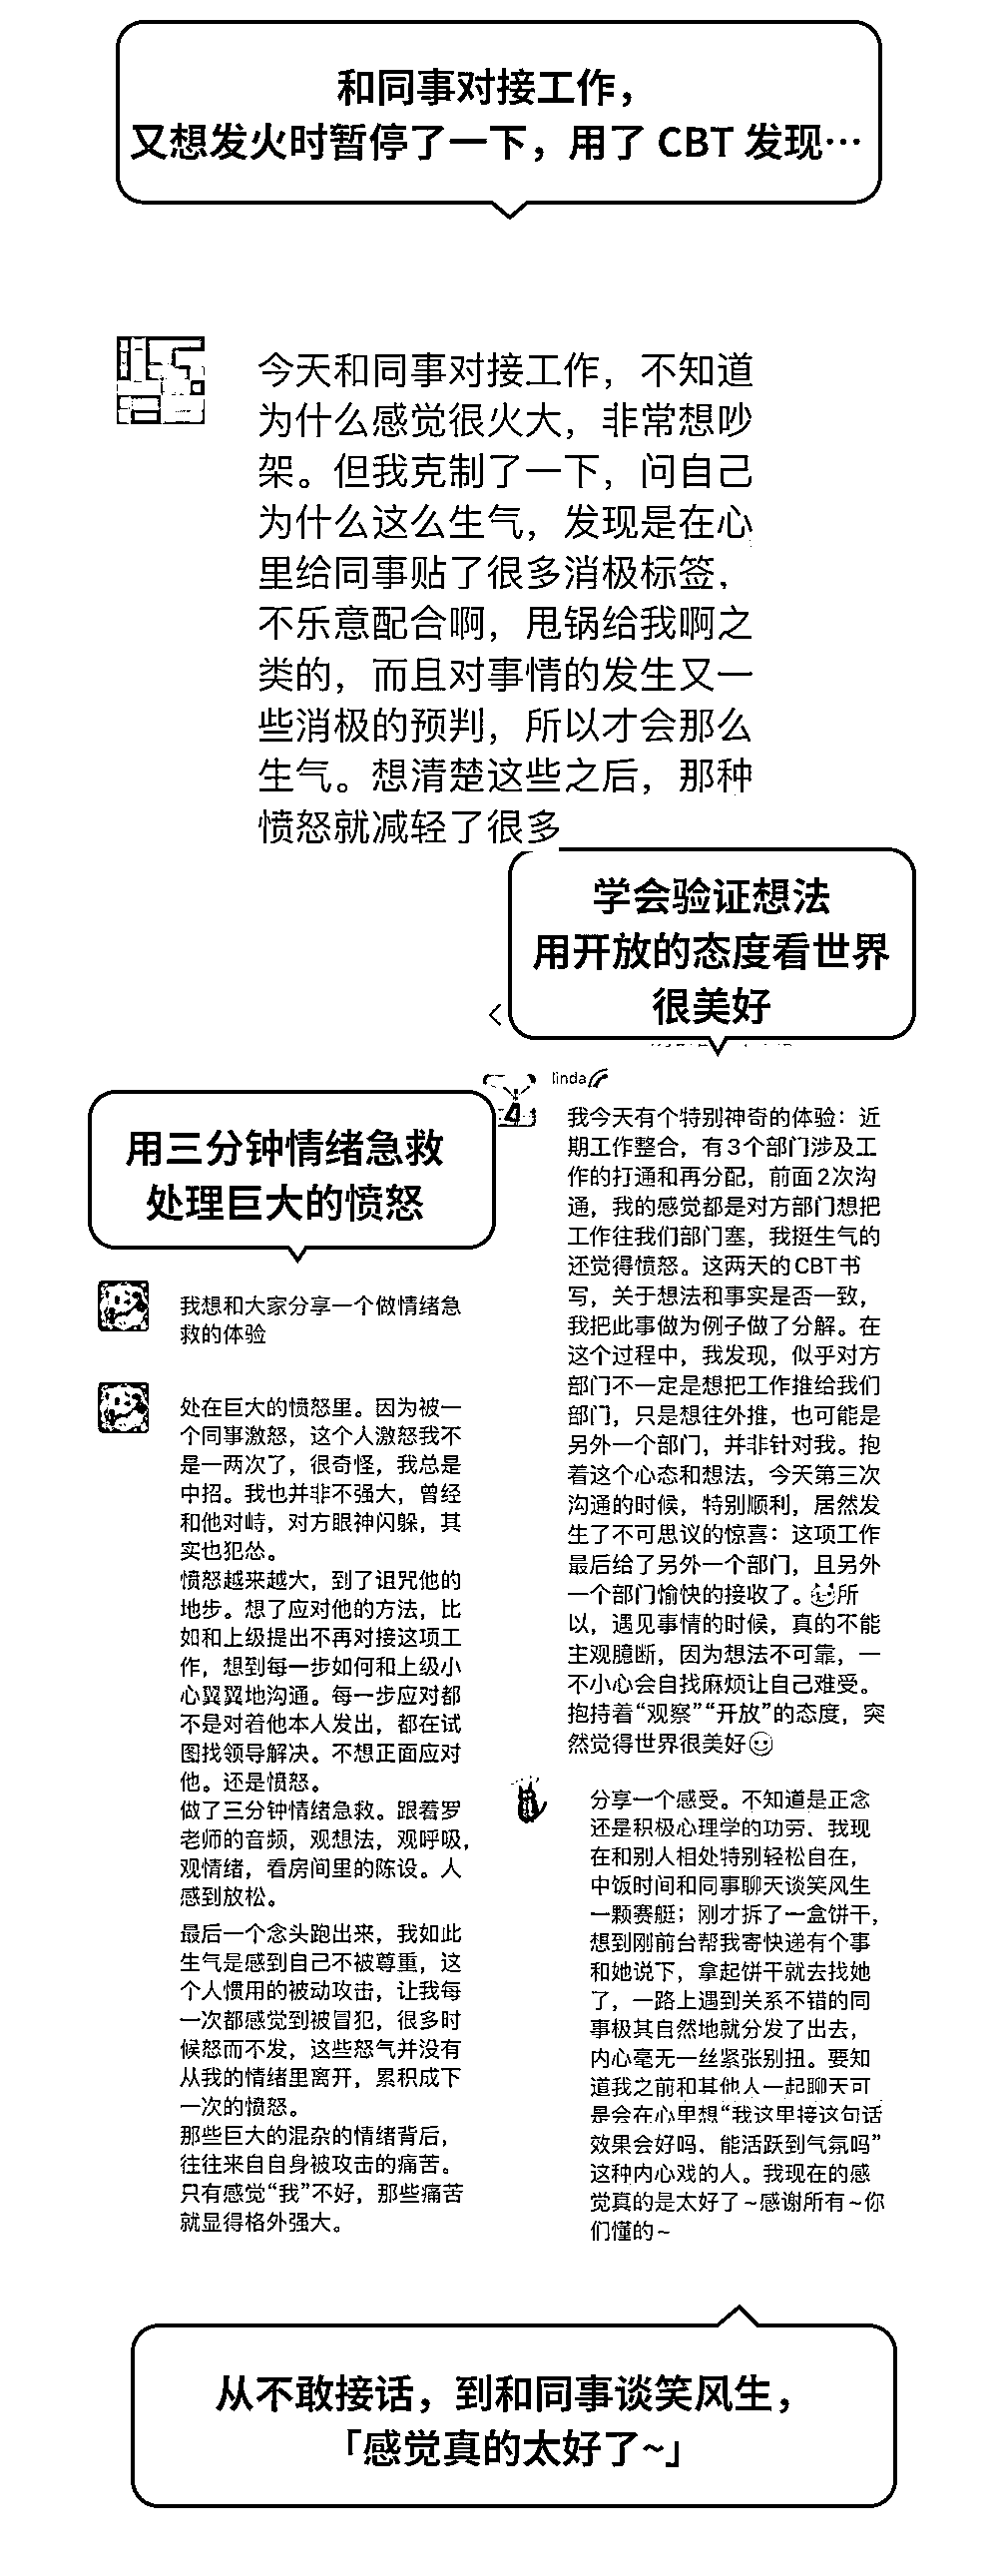 和同事对接工作，
又想发火时暂停了一下，用了 CBT 发现…
今天和同事对接工作，不知道
为什么感觉很火大，非常想吵
架。但我克制了一下，问自己
为什么这么生气，发现是在心
里给同事贴了很多消极标签，
不乐意配合啊，甩锅给我啊之
类的，而且对事情的发生又一
些消极的预判，所以才会那么
生气。想清楚这些之后，那种
愤怒就减轻了很多
学会验证想法
用开放的态度看世界
很美好
linda
我今天有个特别神奇的体验：近
期工作整合，有3个部门涉及工
作的打通和再分配，前面2次沟
通，我的感觉都是对方部门想把
工作往我们部门塞，我挺生气的
还觉得愤怒。这两天的CBT书
写，关于想法和事实是否一致，
我把此事做为例子做了分解。在
这个过程中，我发现，似乎对方
部门不一定是想把工作推给我们
部门，只是想往外推，也可能是
另外一个部门，并非针对我。抱
着这个心态和想法，今天第三次
沟通的时候，特别顺利，居然发
生了不可思议的惊喜：这项工作
最后给了另外一个部门，且另外
一个部门愉快的接收了。所
以，遇见事情的时候，真的不能
主观臆断，因为想法不可靠，一
不小心会自找麻烦让自己难受。
抱持着“观察”“开放”的态度，突
然觉得世界很美好
用三分钟情绪急救
处理巨大的愤怒
我想和大家分享一个做情绪急
救的体验
处在巨大的愤怒里。因为被一
个同事激怒，这个人激怒我不
是一两次了，很奇怪，我总是
中招。我也并非不强大，曾经
和他对峙，对方眼神闪躲，其
实也犯怂。
愤怒越来越大，到了诅咒他的
地步。想了应对他的方法，比
如和上级提出不再对接这项工
作，想到每一步如何和上级小
心翼翼地沟通。每一步应对都
不是对着他本人发出，都在试
图找领导解决。不想正面应对
他。还是愤怒。
做了三分钟情绪急救。跟着罗
老师的音频，观想法，观呼吸，
观情绪，看房间里的陈设。人
感到放松。
最后一个念头跑出来，我如此
生气是感到自己不被尊重，这
个人惯用的被动攻击，让我每
一次都感觉到被冒犯，很多时
候怒而不发，这些怒气并没有
从我的情绪里离开，累积成下
一次的愤怒。
那些巨大的混杂的情绪背后，
往往来自自身被攻击的痛苦。
只有感觉“我”不好，那些痛苦
就显得格外强大。
分享一个感受。不知道是正念
还是积极心理学的功劳、我现
在和别人相处特别轻松自在，
中饭时间和同事聊天谈笑风生
一颗赛艇；刚才拆了一盒饼干，
想到刚前台帮我寄快递有个事
和她说下，拿起饼干就去找她
了，一路上遇到关系不错的同
事极其自然地就分发了出去，
内心毫无一丝紧张别扭。要知
道我之前和其他人一起聊天可
是会在心里想“我这里接这句话
效果会好吗，能活跃到气氛吗”
这种内心戏的人。我现在的感
觉真的是太好了~感谢所有~你
们懂的~
从不敢接话，到和同事谈笑风生，
「感觉真的太好了~」